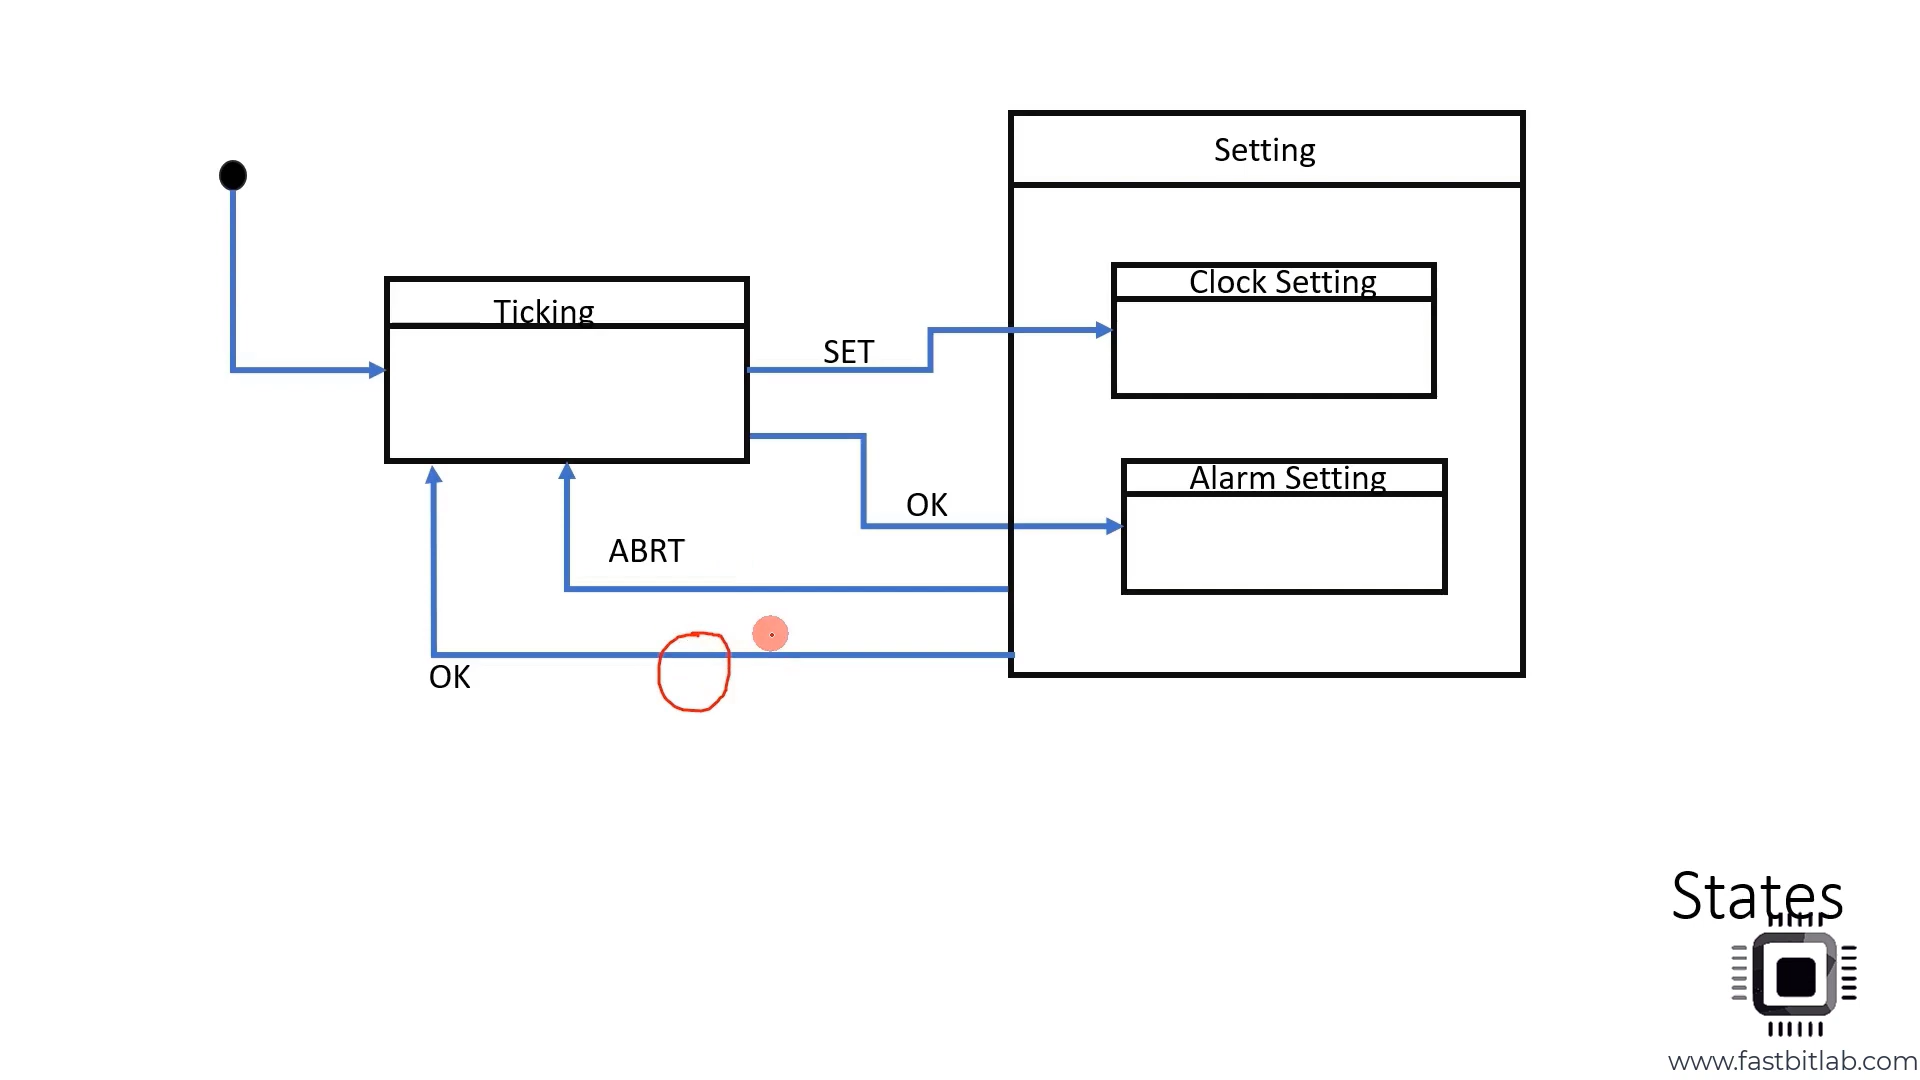 Setting
Clock Setting
Ticking
SET
Alarm Setting
OK
ABRT
OK
States
www.fastbitlab.com